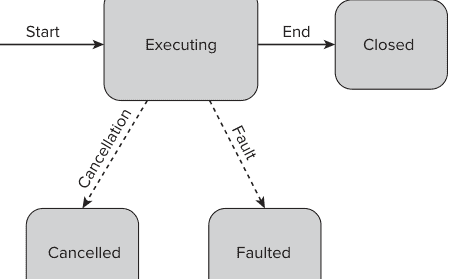 Start
Executing
End
Closed
Cancellation
Fault
Cancelled
Faulted